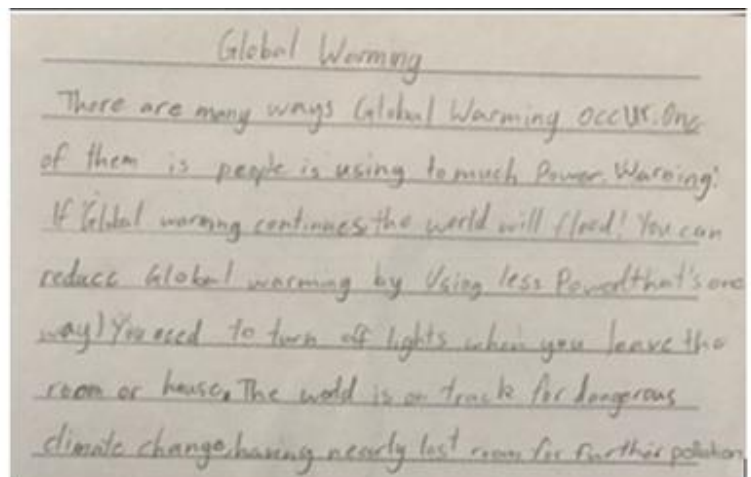 Global Warming
There are many ways Global Warming occur. One
of them is people is using to much Power. Warning!
If Global warming continues, the world will flood! You can
reduce Global warming by Using less Power(that's one
way) You need to turn off lights when you leave the
room or house. The world is on track for dangerous
climate change, having nearly lost room for further pollution